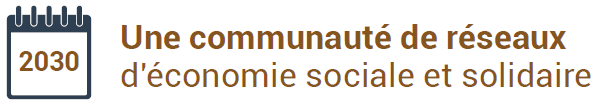 2030
Une communauté de réseaux
d'économie sociale et solidaire